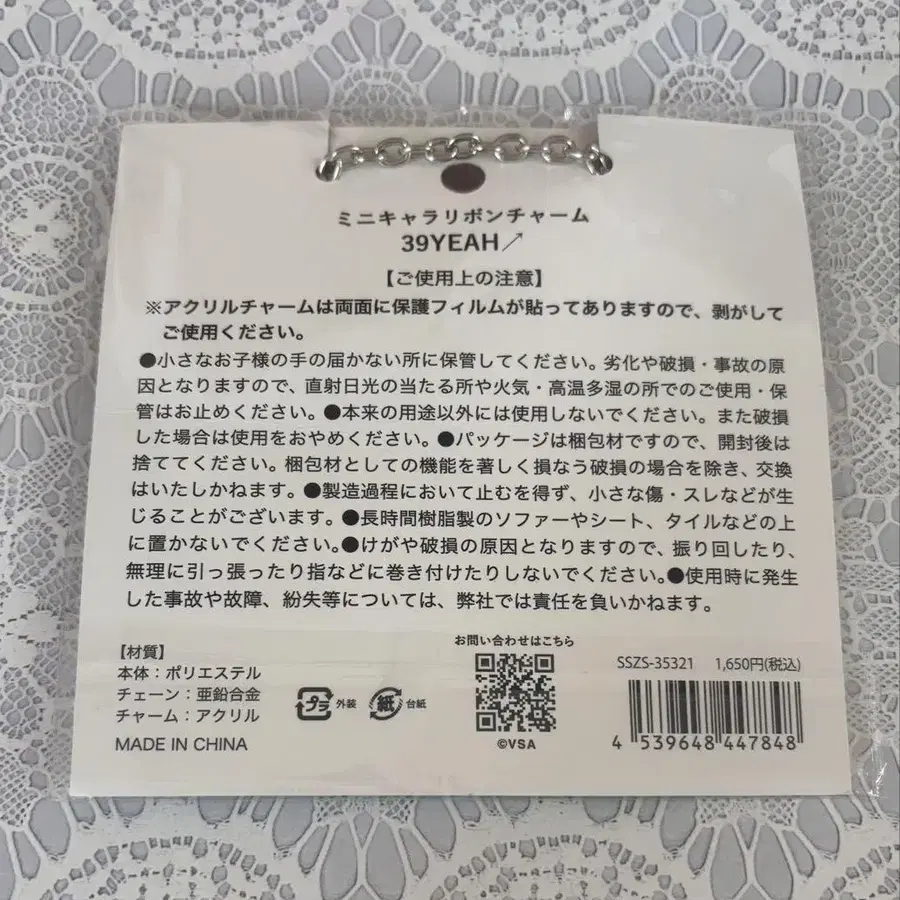 ミニキャラリボンチャーム
39YEAH↗
【ご使用上の注意】
※アクリルチャームは両面に保護フィルムが貼ってありますので、剥がして
ご使用ください。
●小さなお子様の手の届かない所に保管してください。劣化や破損・事故の原
因となりますので、直射日光の当たる所や火気・高温多湿の所でのご使用・保
管はお止めください。●本来の用途以外には使用しないでください。また破損
した場合は使用をおやめください。●パッケージは梱包材ですので、開封後は
捨ててください。梱包材としての機能を著しく損なう破損の場合を除き、交換
はいたしかねます。●製造過程において止むを得ず、小さな傷・スレなどが生
じることがございます。●長時間樹脂製のソファーやシート、タイルなどの上
に置かないでください。●けがや破損の原因となりますので、振り回したり、
無理に引っ張ったり指などに巻き付けたりしないでください。●使用時に発生
した事故や故障、紛失等については、弊社では責任を負いかねます。
【材質】
本体：ポリエステル
チェーン：亜鉛合金
チャーム：アクリル
MADE IN CHINA
プラ 外装
紙 台紙
お問い合わせはこちら
©VSA
SSZS-35321 1,650円(税込)
4 539648 447848